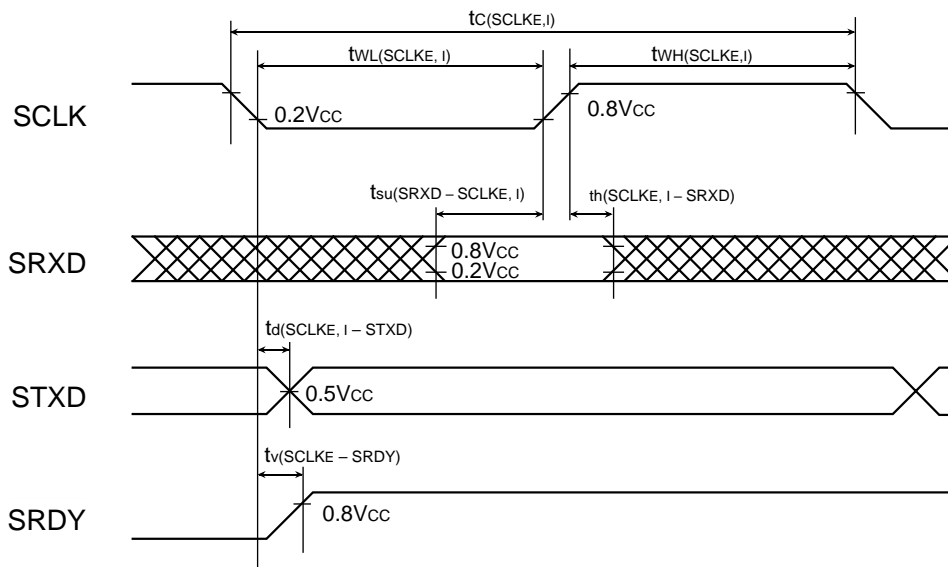 tC(SCLKE,I)
tWL(SCLKE, I)
tWH(SCLKE,I)
SCLK
0.2VCC
0.8VCC
tsu(SRXD – SCLKE, I)
th(SCLKE, I – SRXD)
SRXD
0.8VCC
0.2VCC
td(SCLKE, I – STXD)
STXD
0.5VCC
tv(SCLKE – SRDY)
SRDY
0.8VCC